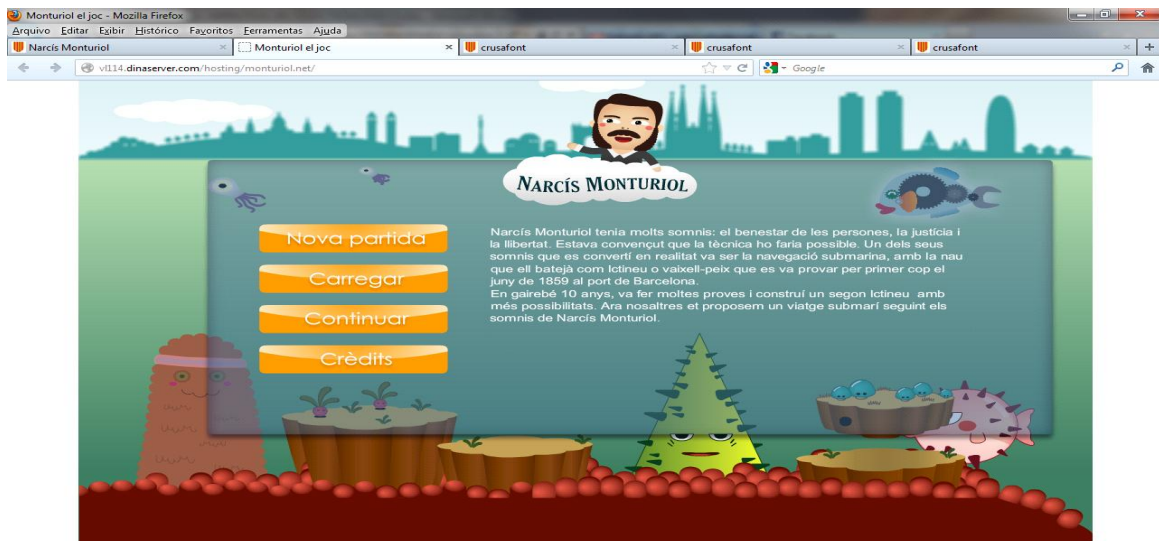 Monturiol el joc - Mozilla Firefox
Arquivo Editar Exibir Histórico Favoritos Ferramentas Ajuda
Narcís Monturiol × Monturiol el joc × crusafont × crusafont × crusafont × +
vl114.dinaserver.com/hosting/monturiol.net/ Google
NARCÍS MONTURIOL
Nova partida
Carregar
Continuar
Crèdits
Narcís Monturiol tenia molts somnis: el benestar de les persones, la justícia i
la llibertat. Estava convençut que la tècnica ho faria possible. Un dels seus
somnis que es convertí en realitat va ser la navegació submarina, amb la nau
que ell batejà com Ictineu o vaixell-peix que es va provar per primer cop el
juny de 1859 al port de Barcelona.
En gairebé 10 anys, va fer moltes proves i construí un segon Ictineu amb
més possibilitats. Ara nosaltres et proposem un viatge submarí seguint els
somnis de Narcís Monturiol.